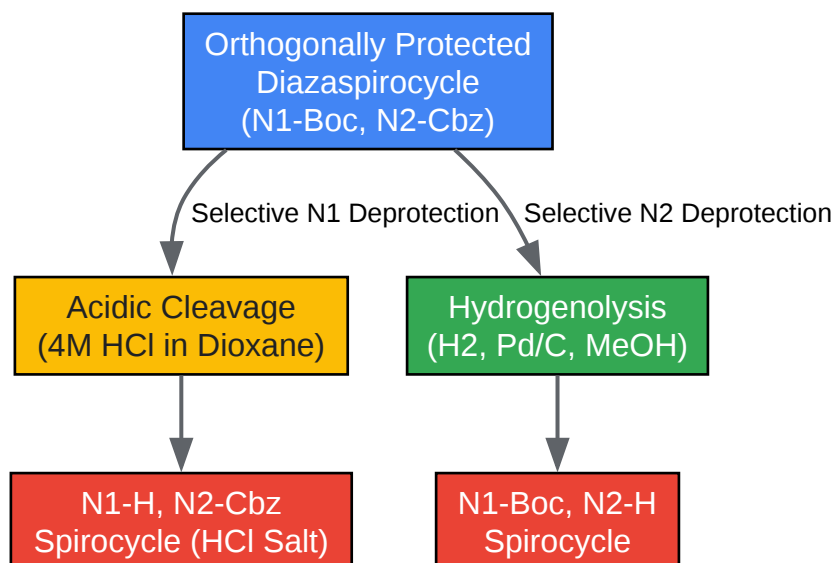 Orthogonally Protected
Diazaspirocycle
(N1-Boc, N2-Cbz)
Selective N1 Deprotection
Selective N2 Deprotection
Acidic Cleavage
(4M HCl in Dioxane)
Hydrogenolysis
(H2, Pd/C, MeOH)
N1-H, N2-Cbz
Spirocycle (HCl Salt)
N1-Boc, N2-H
Spirocycle